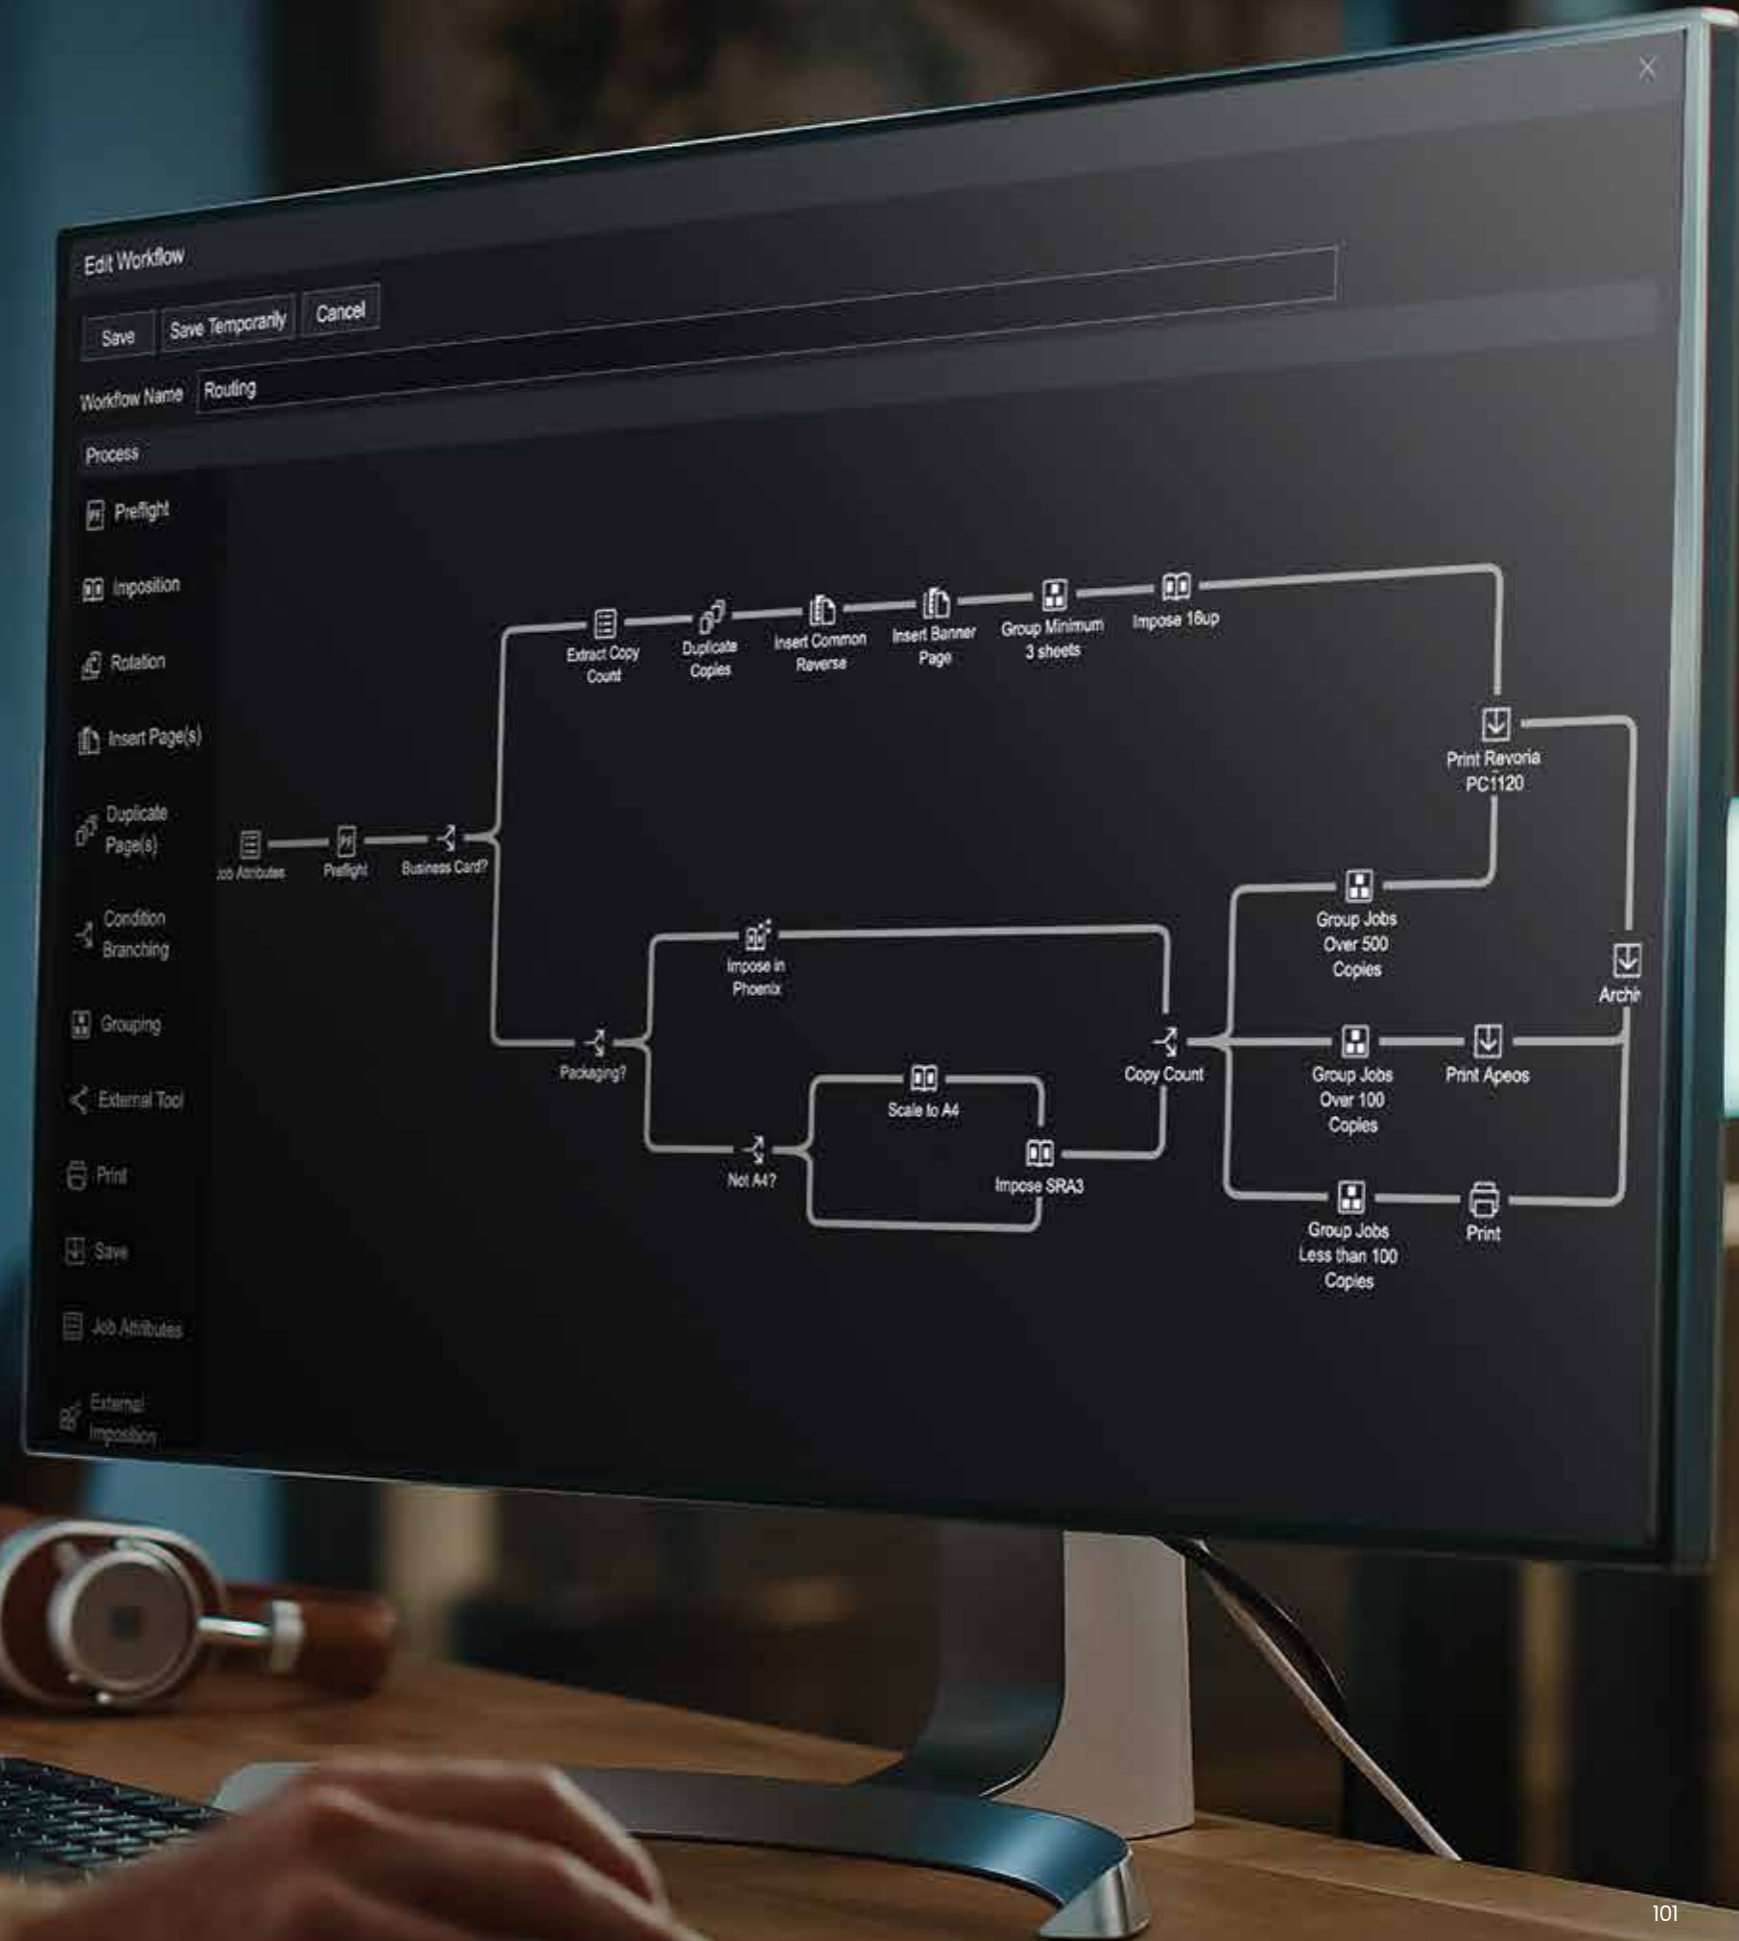 Edit Workflow
Save
Save Temporarily
Cancel
Workflow Name
Routing
Process
Preflight
Imposition
Rotation
Insert Page(s)
Duplicate
Page(s)
Condition
Branching
Grouping
External Tool
Print
Save
Job Attributes
External
Imposition
Job Attributes
Preflight
Business Card?
Extract Copy
Count
Duplicate
Copies
Insert Common
Reverse
Insert Banner
Page
Group Minimum
3 sheets
Impose 16up
Print Revoria
PC1120
Packaging?
Impose in
Phoenix
Not A4?
Scale to A4
Impose SRA3
Copy Count
Group Jobs
Over 500
Copies
Group Jobs
Over 100
Copies
Print Apeos
Group Jobs
Less than 100
Copies
Print
101